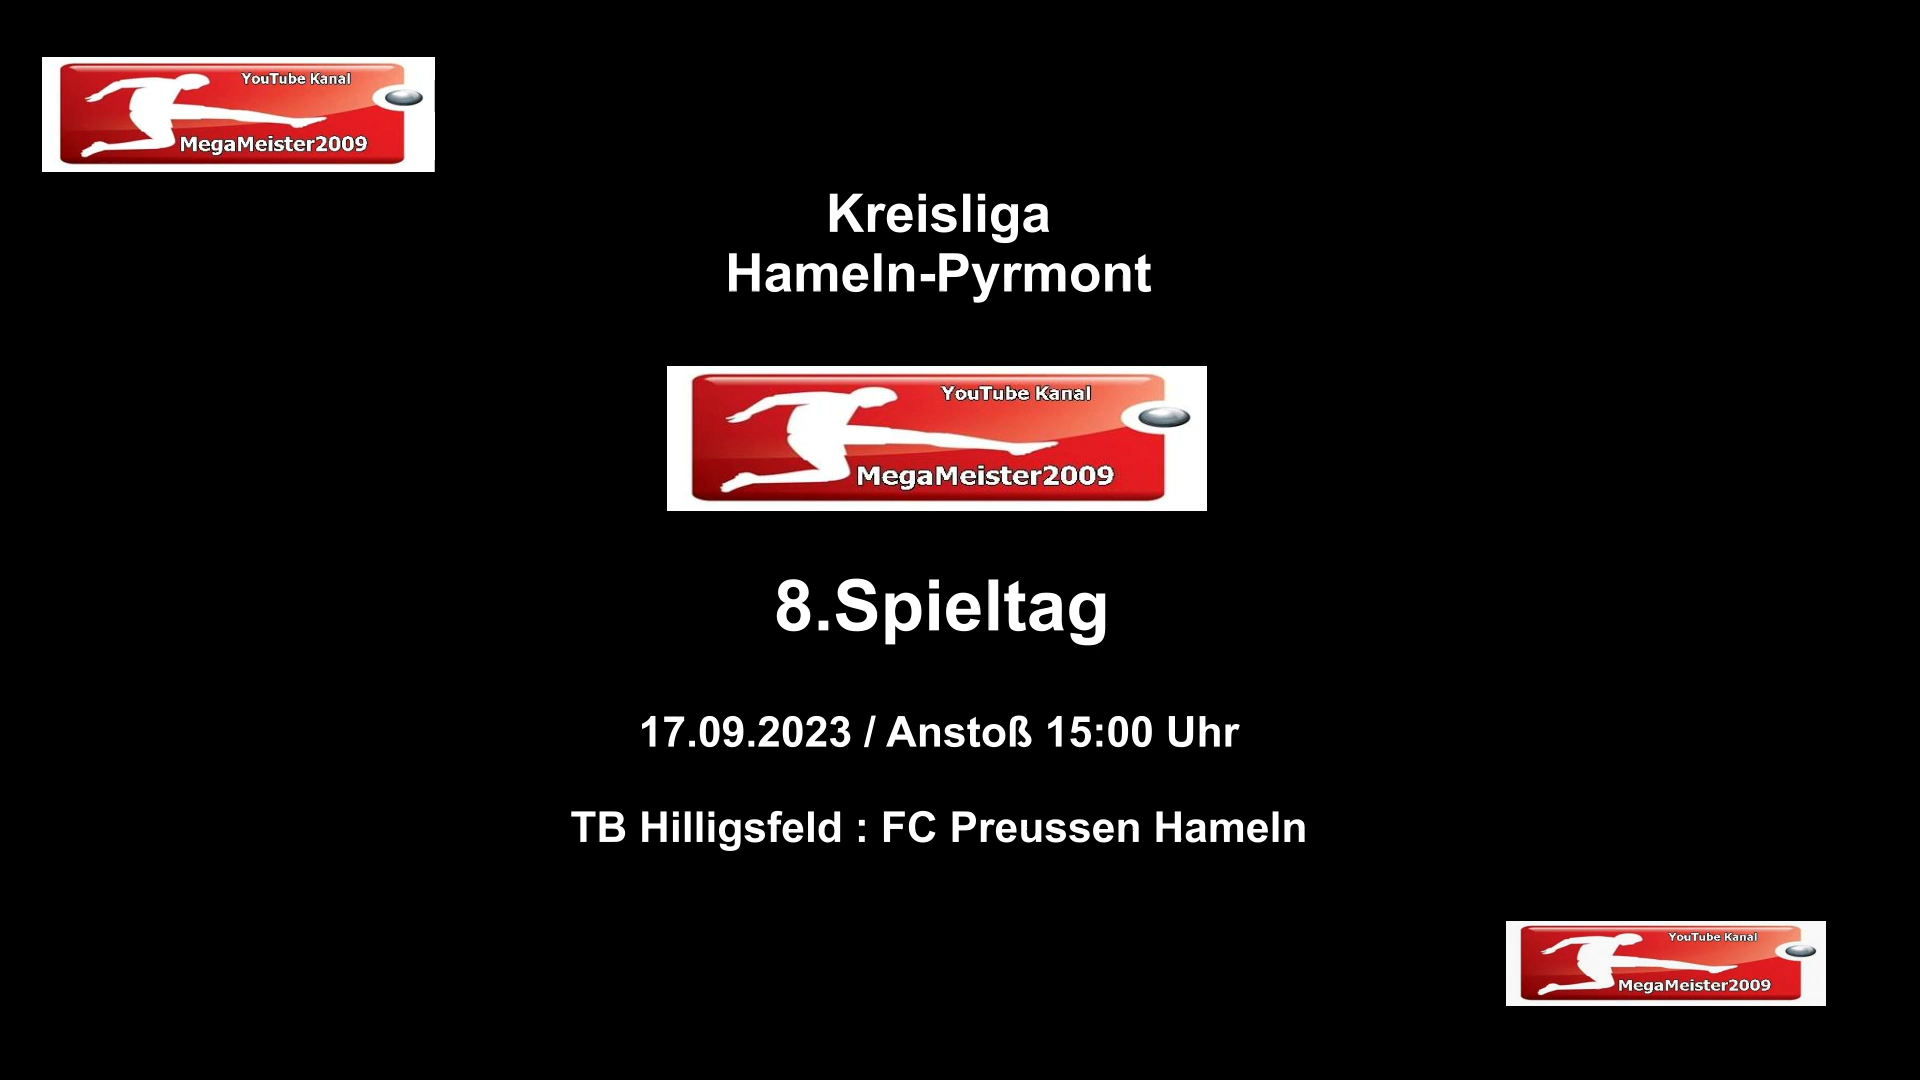 YouTube Kanal
MegaMeister2009
Kreisliga
Hameln-Pyrmont
YouTube Kanal
MegaMeister2009
8.Spieltag
17.09.2023 / Anstoß 15:00 Uhr
TB Hilligsfeld : FC Preussen Hameln
YouTube Kanal
MegaMeister2009